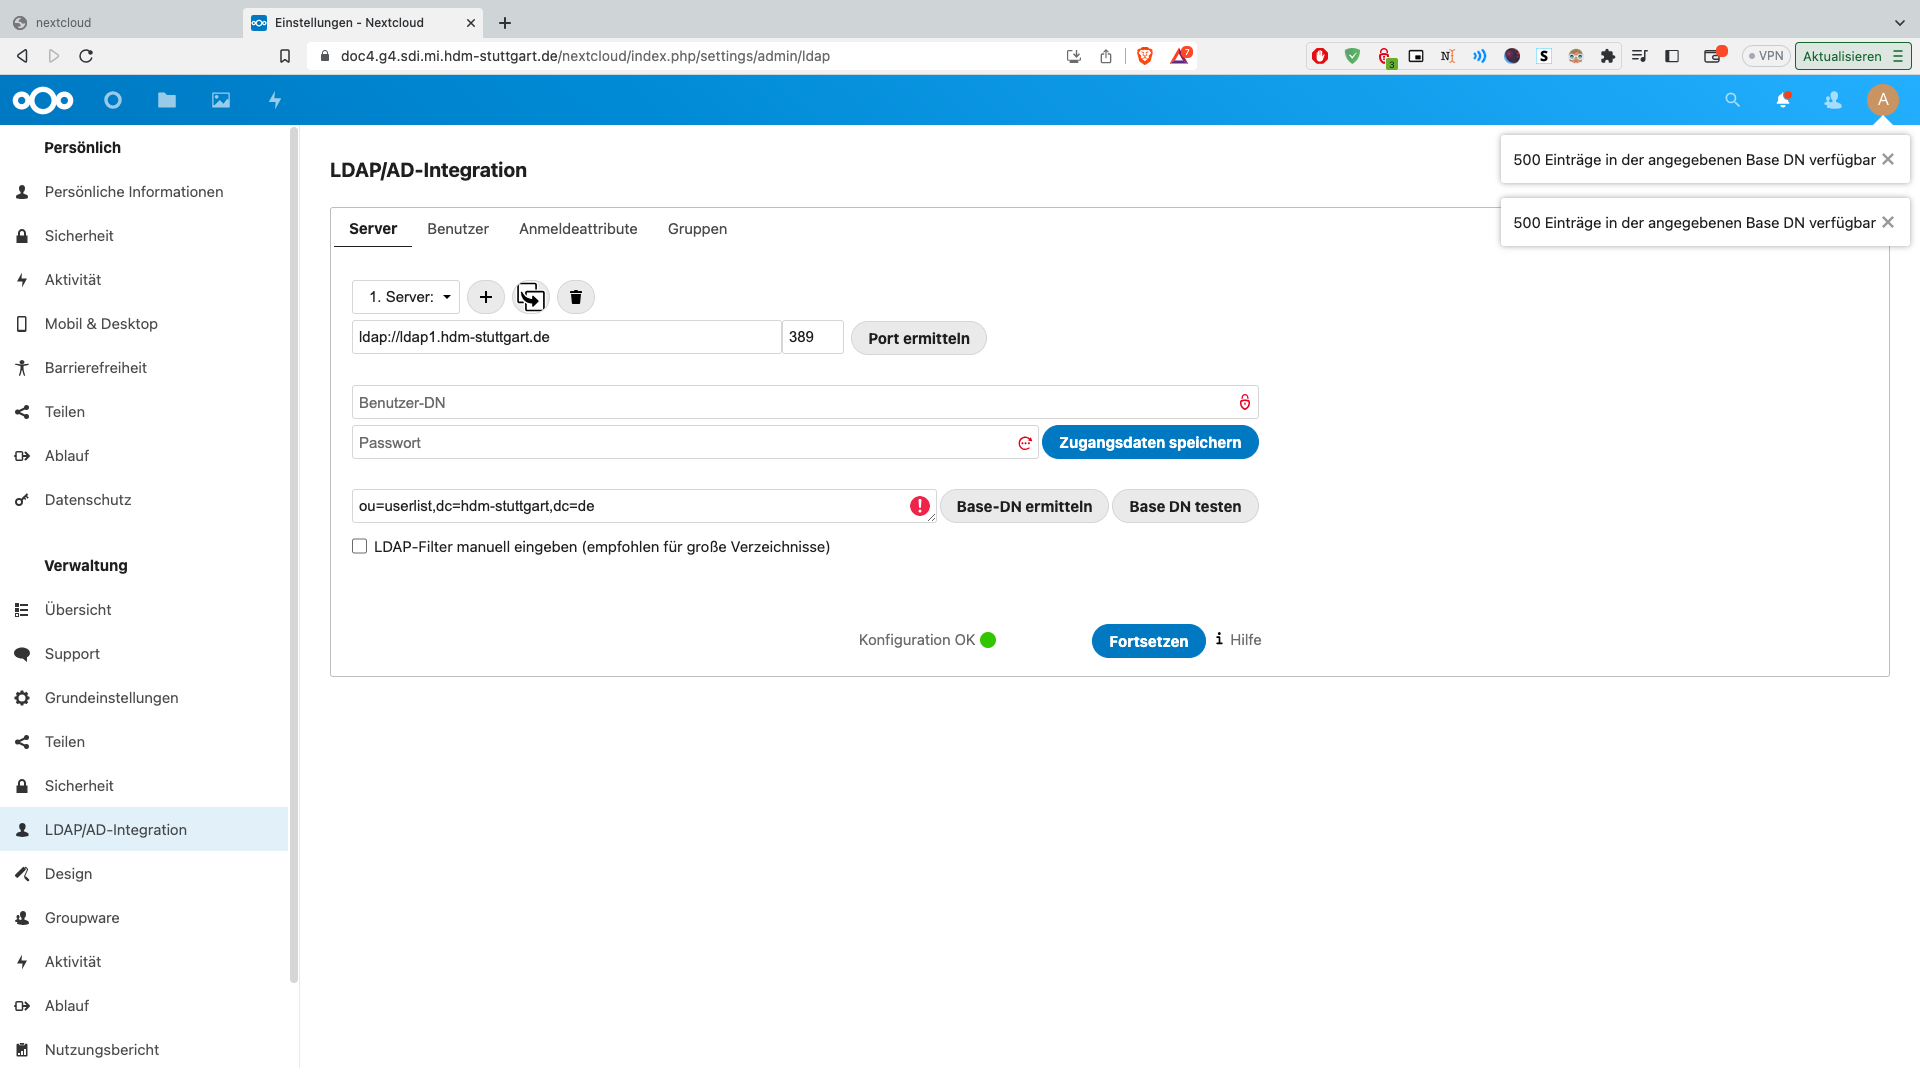 nextcloud
Einstellungen - Nextcloud
doc4.g4.sdi.mi.hdm-stuttgart.de/nextcloud/index.php/settings/admin/ldap
7
3
N
S
VPN
Aktualisieren
A
500 Einträge in der angegebenen Base DN verfügbar
500 Einträge in der angegebenen Base DN verfügbar
Persönlich
Persönliche Informationen
Sicherheit
Aktivität
Mobil & Desktop
Barrierefreiheit
Teilen
Ablauf
Datenschutz
Verwaltung
Übersicht
Support
Grundeinstellungen
Teilen
Sicherheit
LDAP/AD-Integration
Design
Groupware
Aktivität
Ablauf
Nutzungsbericht
LDAP/AD-Integration
Server Benutzer Anmeldeattribute Gruppen
1. Server:
ldap://ldap1.hdm-stuttgart.de 389 Port ermitteln
Benutzer-DN
Passwort Zugangsdaten speichern
ou=userlist,dc=hdm-stuttgart,dc=de Base-DN ermitteln Base DN testen
LDAP-Filter manuell eingeben (empfohlen für große Verzeichnisse)
Konfiguration OK Fortsetzen Hilfe